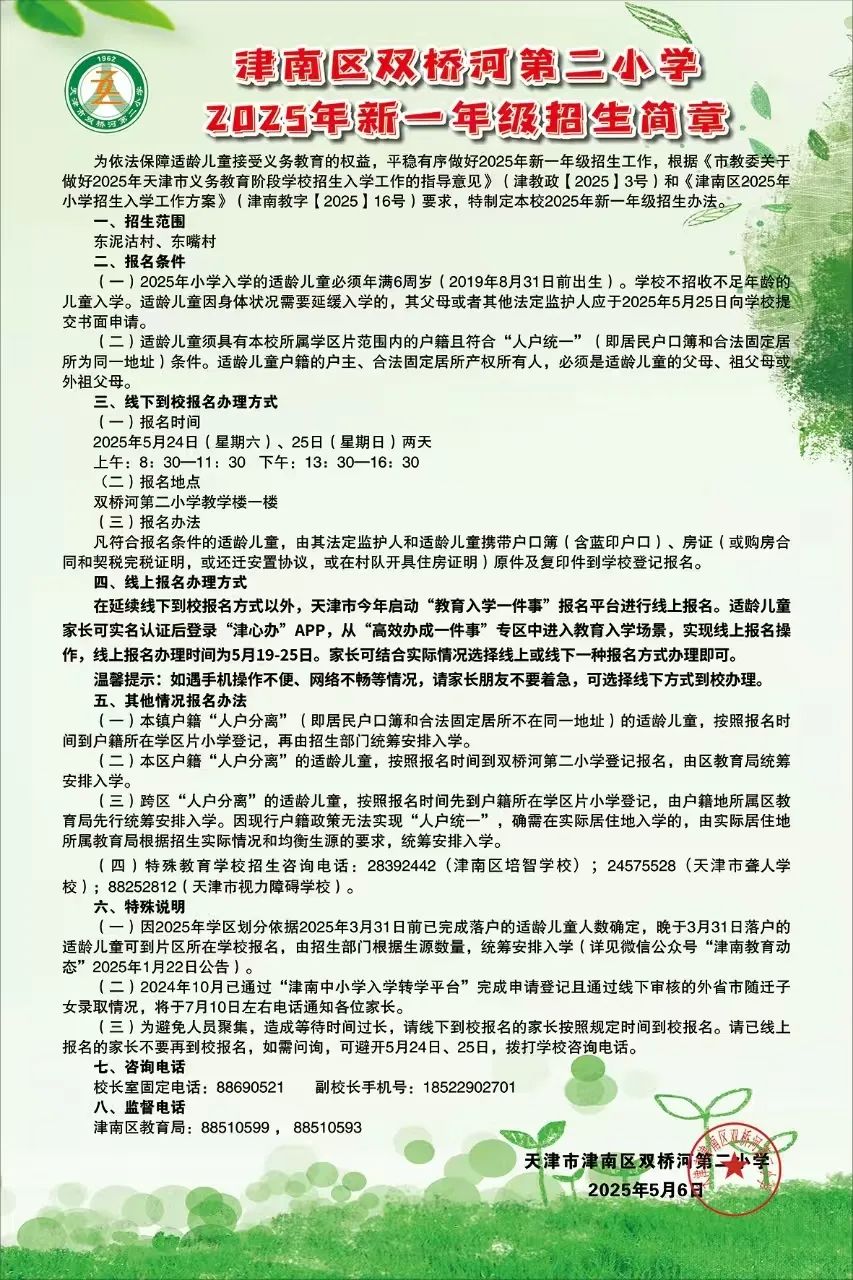 1962
天津市双桥河第二小学
津南区双桥河第二小学
2025年新一年级招生简章
为依法保障适龄儿童接受义务教育的权益，平稳有序做好2025年新一年级招生工作，根据《市教委关于
做好2025年天津市义务教育阶段学校招生入学工作的指导意见》（津教政【2025】3号）和《津南区2025年
小学招生入学工作方案》（津南教字【2025】16号）要求，特制定本校2025年新一年级招生办法。
一、招生范围
东泥沽村、东嘴村
二、报名条件
（一）2025年小学入学的适龄儿童必须年满6周岁（2019年8月31日前出生）。学校不招收不足年龄的
儿童入学。适龄儿童因身体状况需要延缓入学的，其父母或者其他法定监护人应于2025年5月25日向学校提
交书面申请。
（二）适龄儿童须具有本校所属学区片范围内的户籍且符合“人户统一”（即居民户口簿和合法固定居
所为同一地址）条件。适龄儿童户籍的户主、合法固定居所产权所有人，必须是适龄儿童的父母、祖父母或
外祖父母。
三、线下到校报名办理方式
（一）报名时间
2025年5月24日（星期六）、25日（星期日）两天
上午：8：30—11：30 下午：13：30—16：30
（二）报名地点
双桥河第二小学教学楼一楼
（三）报名办法
凡符合报名条件的适龄儿童，由其法定监护人和适龄儿童携带户口簿（含蓝印户口）、房证（或购房合
同和契税完税证明，或还迁安置协议，或在村队开具住房证明）原件及复印件到学校登记报名。
四、线上报名办理方式
在延续线下到校报名方式以外，天津市今年启动“教育入学一件事”报名平台进行线上报名。适龄儿童
家长可实名认证后登录“津心办”APP，从“高效办成一件事”专区中进入教育入学场景，实现线上报名操
作，线上报名办理时间为5月19-25日。家长可结合实际情况选择线上或线下一种报名方式办理即可。
温馨提示：如遇手机操作不便、网络不畅等情况，请家长朋友不要着急，可选择线下方式到校办理。
五、其他情况报名办法
（一）本镇户籍“人户分离”（即居民户口簿和合法固定居所不在同一地址）的适龄儿童，按照报名时
间到户籍所在学区片小学登记，再由招生部门统筹安排入学。
（二）本区户籍“人户分离”的适龄儿童，按照报名时间到双桥河第二小学登记报名，由区教育局统筹
安排入学。
（三）跨区“人户分离”的适龄儿童，按照报名时间先到户籍所在学区片小学登记，由户籍地所属区教
育局先行统筹安排入学。因现行户籍政策无法实现“人户统一”，确需在实际居住地入学的，由实际居住地
所属教育局根据招生实际情况和均衡生源的要求，统筹安排入学。
（四）特殊教育学校招生咨询电话：28392442（津南区培智学校）；24575528（天津市聋人学
校）；88252812（天津市视力障碍学校）。
六、特殊说明
（一）因2025年学区划分依据2025年3月31日前已完成落户的适龄儿童人数确定，晚于3月31日落户的
适龄儿童可到片区所在学校报名，由招生部门根据生源数量，统筹安排入学（详见微信公众号“津南教育动
态”2025年1月22日公告）。
（二）2024年10月已通过“津南中小学入学转学平台”完成申请登记且通过线下审核的外省市随迁子
女录取情况，将于7月10日左右电话通知各位家长。
（三）为避免人员聚集，造成等待时间过长，请线下到校报名的家长按照规定时间到校报名。请已线上
报名的家长不要再到校报名，如需问询，可避开5月24日、25日，拨打学校咨询电话。
七、咨询电话
校长室固定电话：88690521 副校长手机号：18522902701
八、监督电话
津南区教育局：88510599， 88510593
天津市津南区双桥河第二小学
2025年5月6日